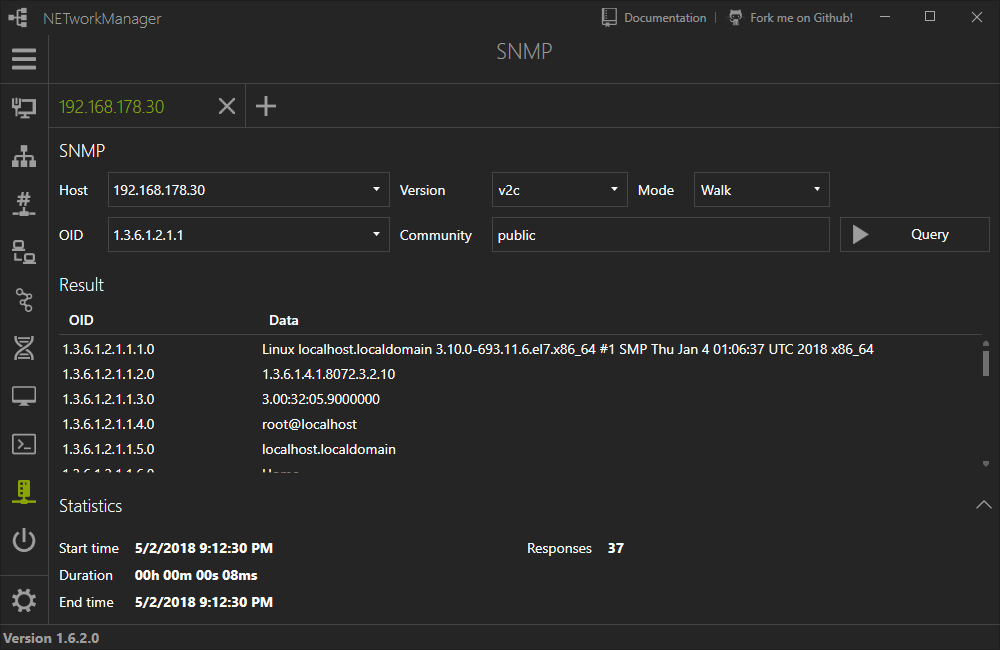 NETworkManager Documentation | Fork me on Github!
SNMP
192.168.178.30
SNMP
Host 192.168.178.30 Version v2c Mode Walk
OID 1.3.6.1.2.1.1 Community public Query
Result
OID Data
1.3.6.1.2.1.1.1.0 Linux localhost.localdomain 3.10.0-693.11.6.el7.x86_64 #1 SMP Thu Jan 4 01:06:37 UTC 2018 x86_64
1.3.6.1.2.1.1.2.0 1.3.6.1.4.1.8072.3.2.10
1.3.6.1.2.1.1.3.0 3.00:32:05.9000000
1.3.6.1.2.1.1.4.0 root@localhost
1.3.6.1.2.1.1.5.0 localhost.localdomain
Statistics
Start time 5/2/2018 9:12:30 PM Responses 37
Duration 00h 00m 00s 08ms
End time 5/2/2018 9:12:30 PM
Version 1.6.2.0